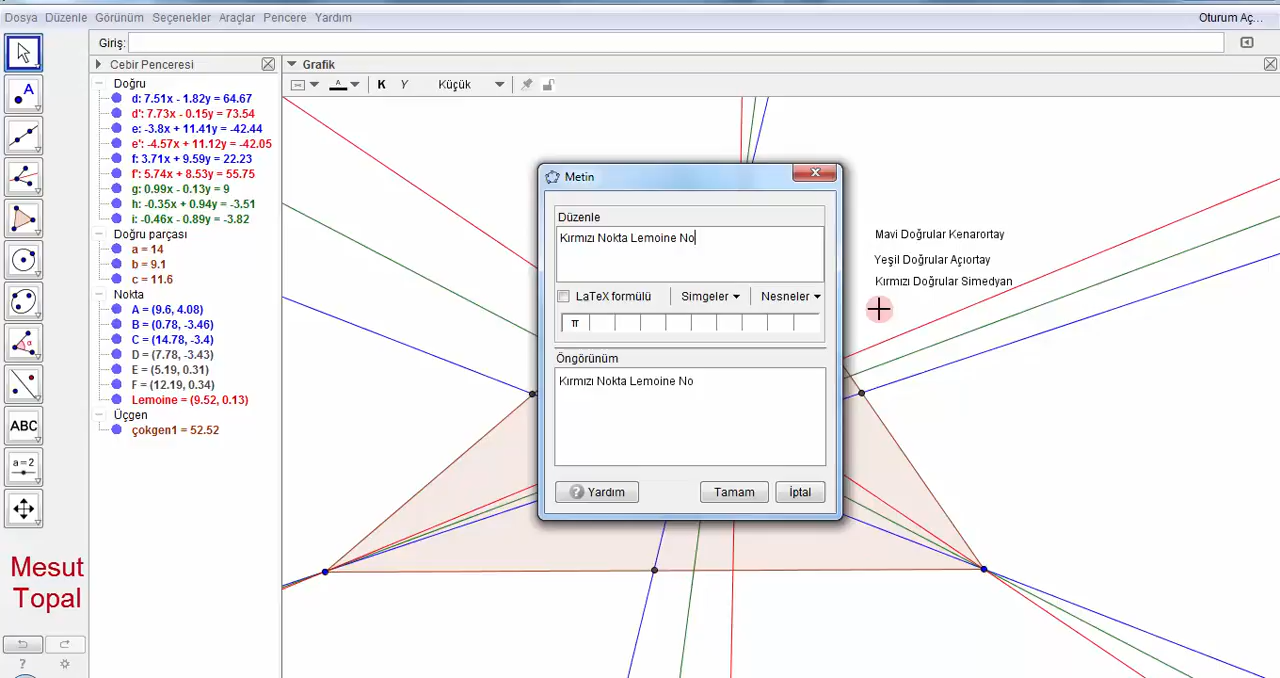 Dosya Düzenle Görünüm Seçenekler Araçlar Pencere Yardım Oturum Aç...
Giriş:
Cebir Penceresi
Grafik
K Y Küçük
Doğru
d: 7.51x - 1.82y = 64.67
d': 7.73x - 0.15y = 73.54
e: -3.8x + 11.41y = -42.44
e': -4.57x + 11.12y = -42.05
f: 3.71x + 9.59y = 22.23
f': 5.74x + 8.53y = 55.75
g: 0.99x - 0.13y = 9
h: -0.35x + 0.94y = -3.51
i: -0.46x - 0.89y = -3.82
Doğru parçası
a = 14
b = 9.1
c = 11.6
Nokta
A = (9.6, 4.08)
B = (0.78, -3.46)
C = (14.78, -3.4)
D = (7.78, -3.43)
E = (5.19, 0.31)
F = (12.19, 0.34)
Lemoine = (9.52, 0.13)
Üçgen
çokgen1 = 52.52
A
α
ABC
a=2
Mesut
Topal
?
Metin
Düzenle
Kırmızı Nokta Lemoine No
LaTeX formülü Simgeler Nesneler
π
Öngörünüm
Kırmızı Nokta Lemoine No
? Yardım Tamam İptal
Mavi Doğrular Kenarortay
Yeşil Doğrular Açıortay
Kırmızı Doğrular Simedyan